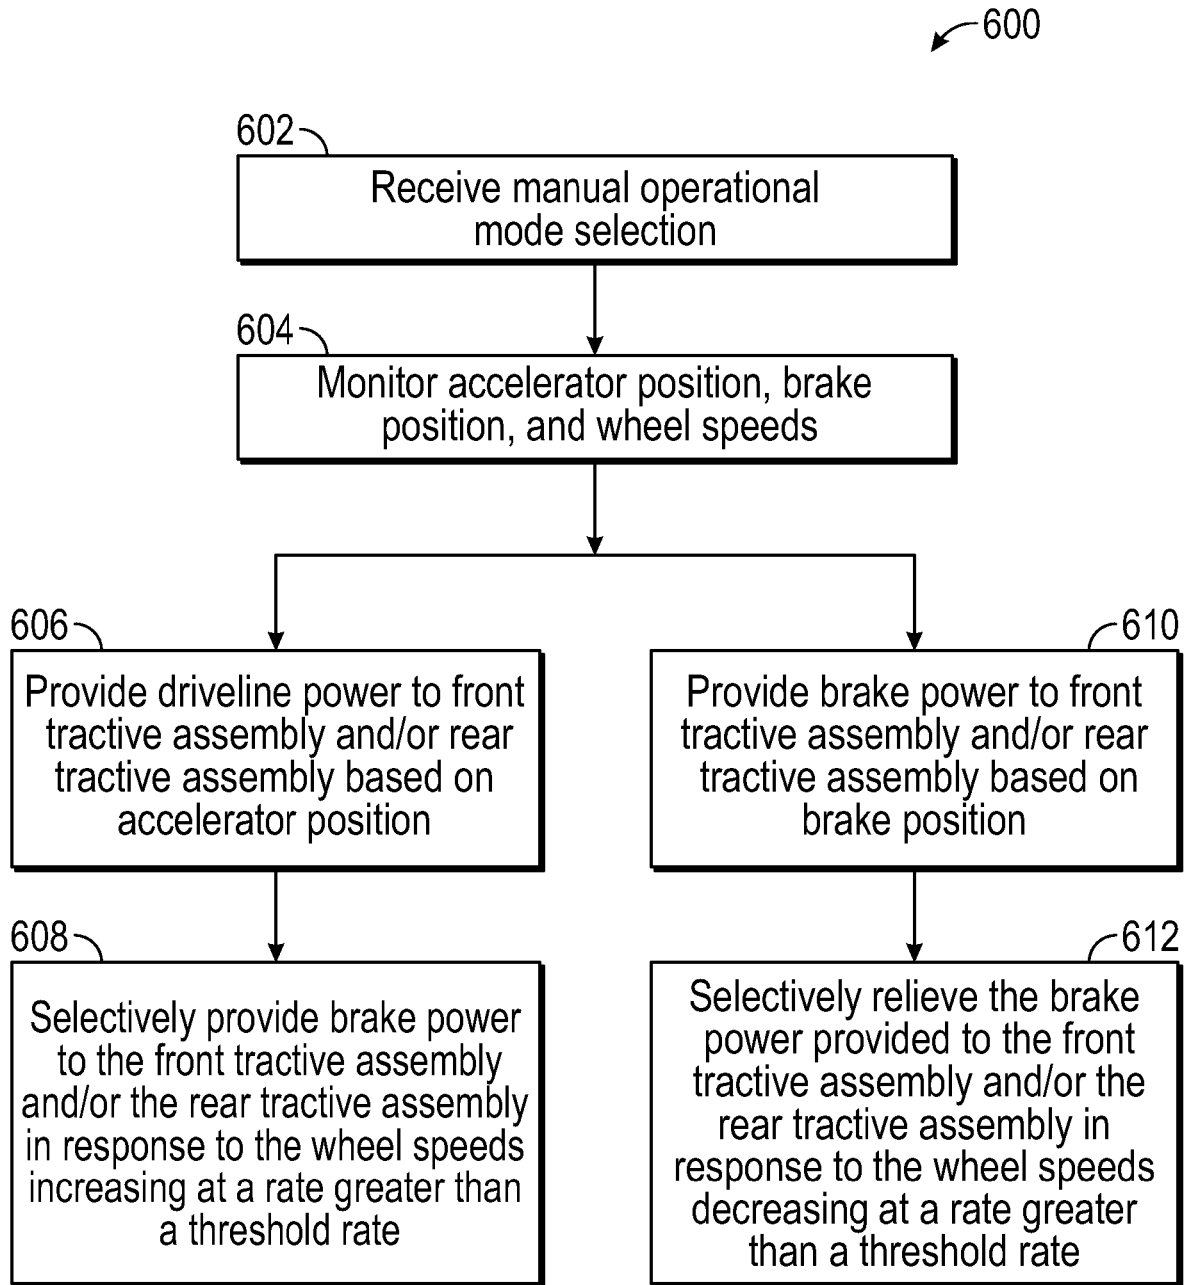 600
602
Receive manual operational
mode selection
604
Monitor accelerator position, brake
position, and wheel speeds
606
Provide driveline power to front
tractive assembly and/or rear
tractive assembly based on
accelerator position
610
Provide brake power to front
tractive assembly and/or rear
tractive assembly based on
brake position
608
Selectively provide brake power
to the front tractive assembly
and/or the rear tractive assembly
in response to the wheel speeds
increasing at a rate greater than
a threshold rate
612
Selectively relieve the brake
power provided to the front
tractive assembly and/or the
rear tractive assembly in
response to the wheel speeds
decreasing at a rate greater
than a threshold rate